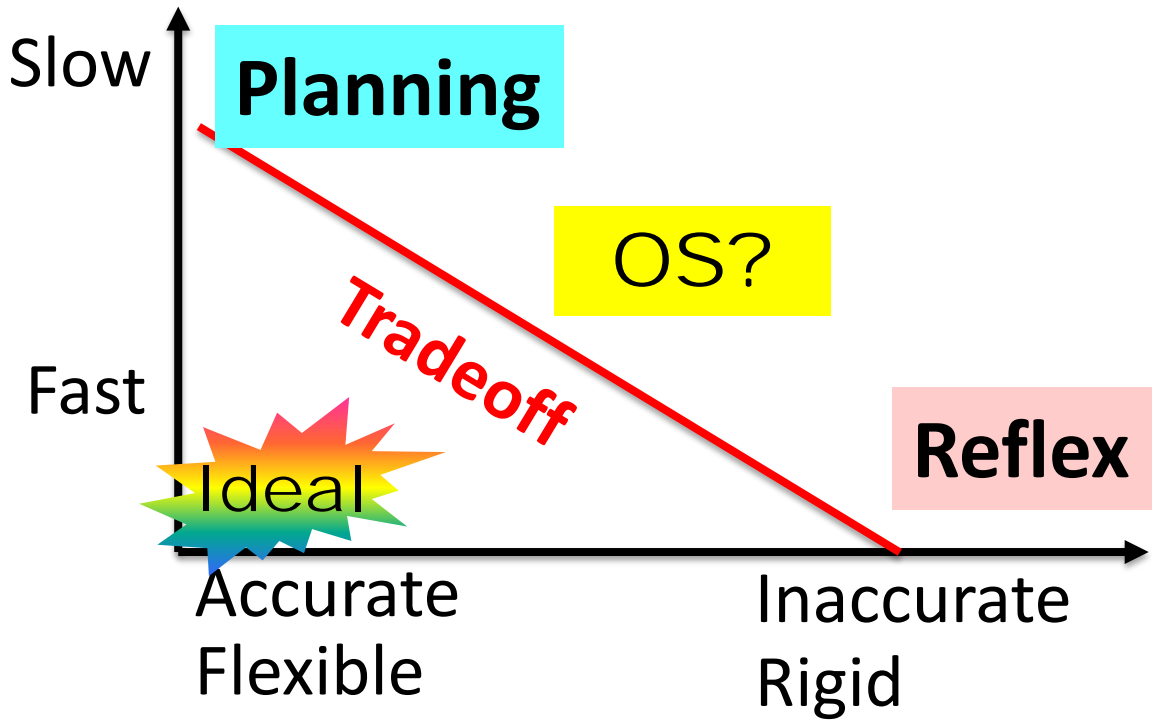 Slow
Planning
OS?
Tradeoff
Fast
Reflex
Ideal
Accurate
Flexible
Inaccurate
Rigid